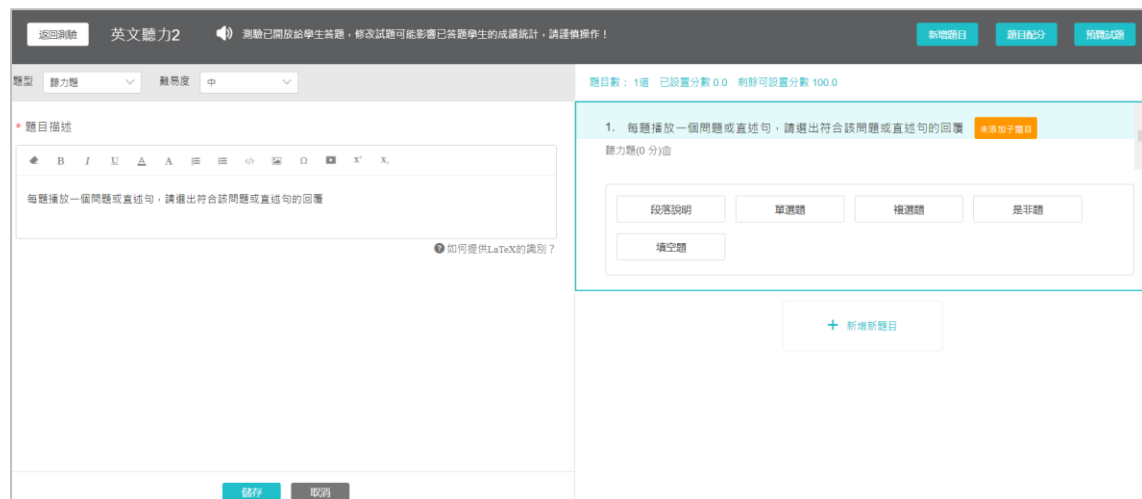 返回測驗 英文聽力2 測驗已開放給學生答題,修改試題可能影響已答題學生的成績統計,請謹慎操作! 新增題目 題目配分 預覽試題
題型 聽力題 難易度 中
題目數: 1道 已設置分數 0.0 剩餘可設置分數 100.0
* 題目描述
B I U A A Ω X² X₂
每題播放一個問題或直述句,請選出符合該問題或直述句的回覆
如何提供LaTeX的識別?
1. 每題播放一個問題或直述句,請選出符合該問題或直述句的回覆 未添加子題目
聽力題(0 分)
段落說明 單選題 複選題 是非題
填空題
+ 新增新題目
儲存 取消